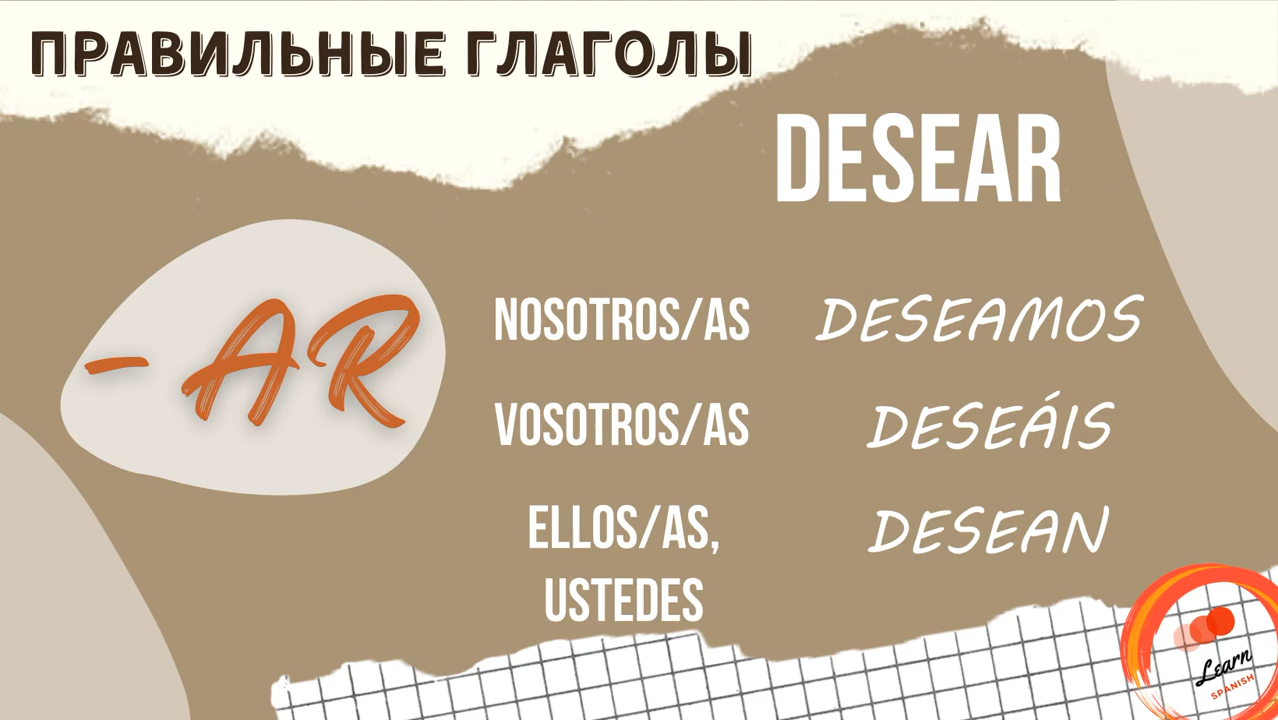 ПРАВИЛЬНЫЕ ГЛАГОЛЫ
DESEAR
- AR
NOSOTROS/AS DESEAMOS
VOSOTROS/AS DESEÁIS
ELLOS/AS, DESEAN
USTEDES
Learn
SPANISH